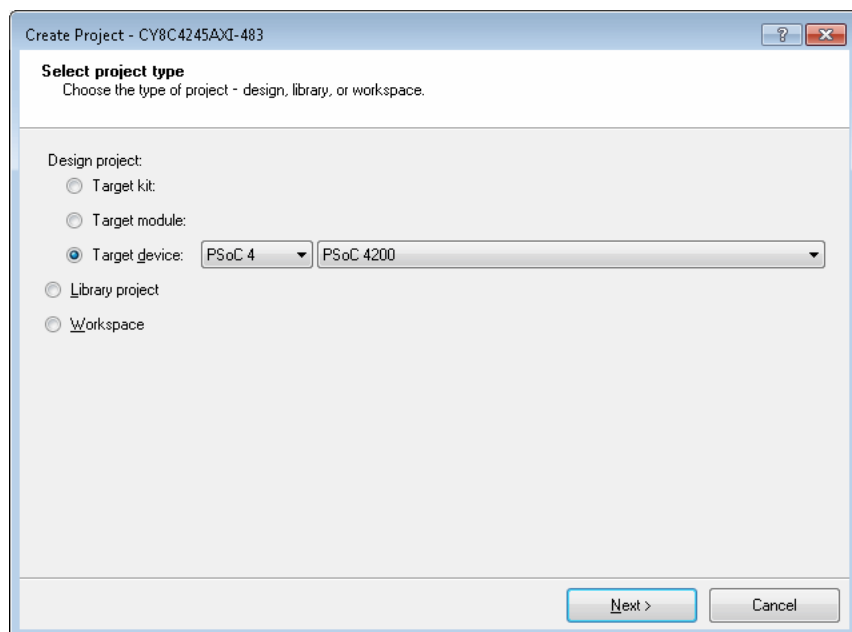 Create Project - CY8C4245AXI-483
Select project type
Choose the type of project - design, library, or workspace.
Design project:
Target kit:
Target module:
Target device: PSoC 4 PSoC 4200
Library project
Workspace
Next > Cancel